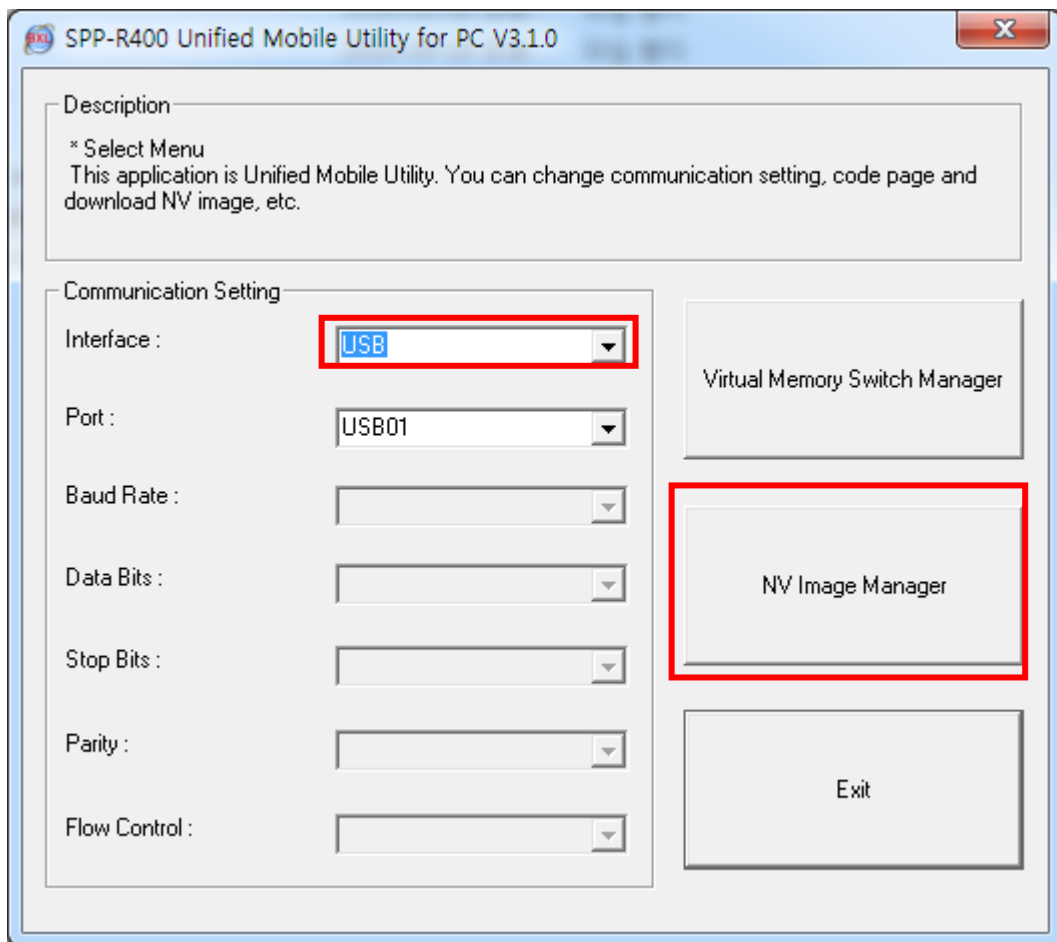 BXL SPP-R400 Unified Mobile Utility for PC V3.1.0
Description
* Select Menu
This application is Unified Mobile Utility. You can change communication setting, code page and
download NV image, etc.
Communication Setting
Interface :
USB
Port :
USB01
Baud Rate :
Data Bits :
Stop Bits :
Parity :
Flow Control :
Virtual Memory Switch Manager
NV Image Manager
Exit